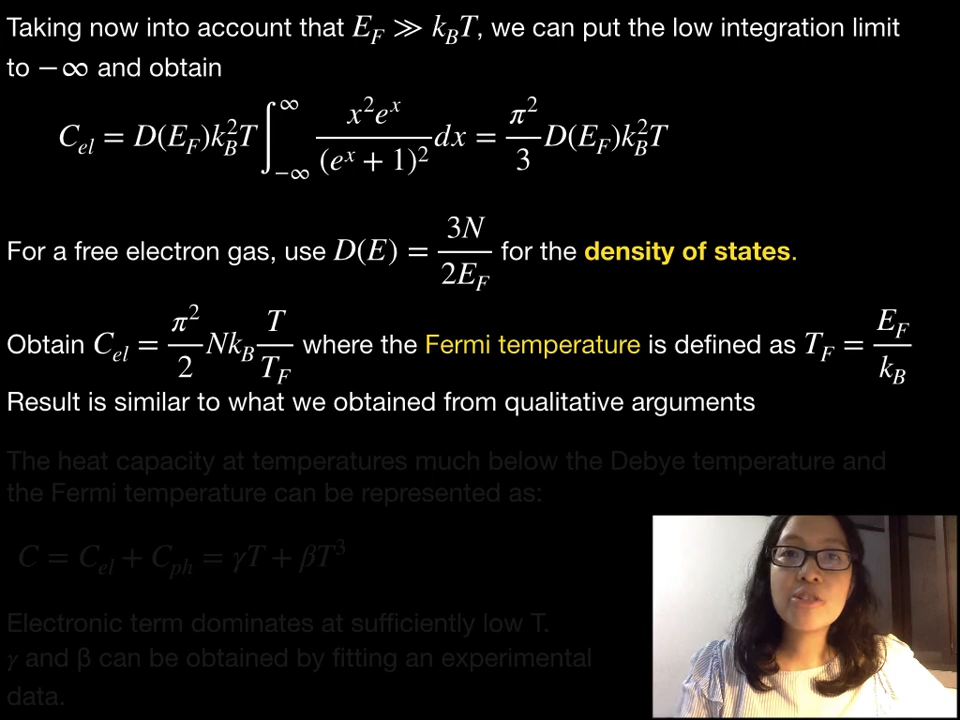 Taking now into account that E_F ≫ k_BT, we can put the low integration limit
to −∞ and obtain
C_el = D(E_F)k_B^2T ∫_{−∞}^{∞} x^2e^x/(e^x + 1)^2 dx = π^2/3 D(E_F)k_B^2T
For a free electron gas, use D(E) = 3N/2E_F for the density of states.
Obtain C_el = π^2/2 Nk_B T/T_F where the Fermi temperature is defined as T_F = E_F/k_B
Result is similar to what we obtained from qualitative arguments
The heat capacity at temperatures much below the Debye temperature and
the Fermi temperature can be represented as:
C = C_el + C_ph = γT + βT^3
Electronic term dominates at sufficiently low T.
γ and β can be obtained by fitting an experimental
data.